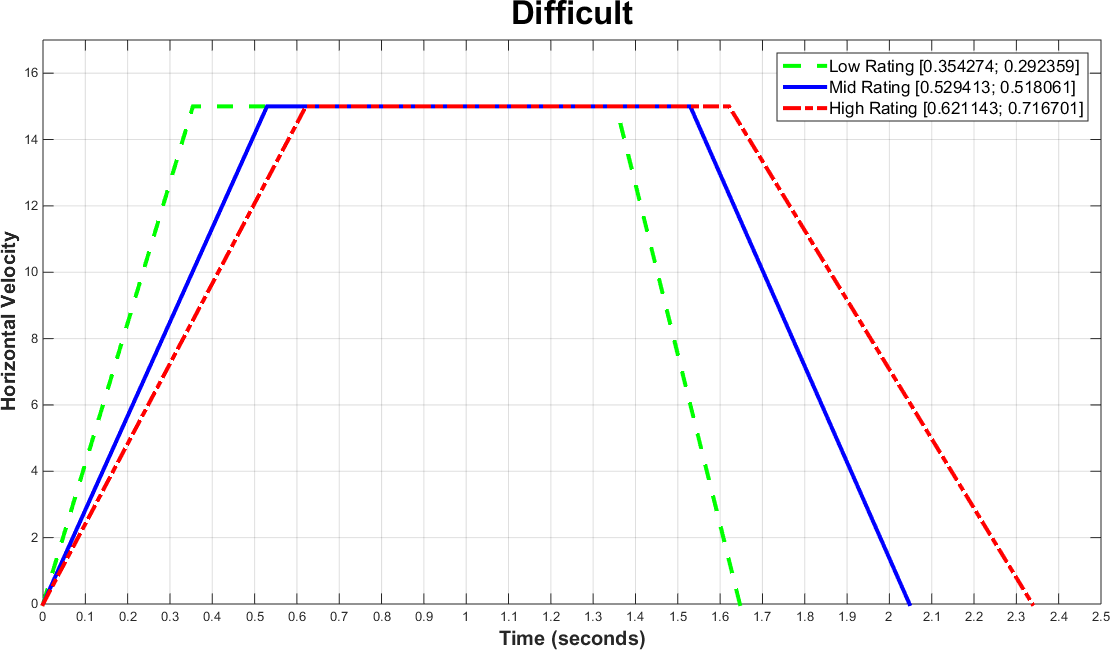 Difficult
Low Rating [0.354274; 0.292359]
Mid Rating [0.529413; 0.518061]
High Rating [0.621143; 0.716701]
Horizontal Velocity
16
14
12
10
8
6
4
2
0
0 0.1 0.2 0.3 0.4 0.5 0.6 0.7 0.8 0.9 1 1.1 1.2 1.3 1.4 1.5 1.6 1.7 1.8 1.9 2 2.1 2.2 2.3 2.4 2.5
Time (seconds)